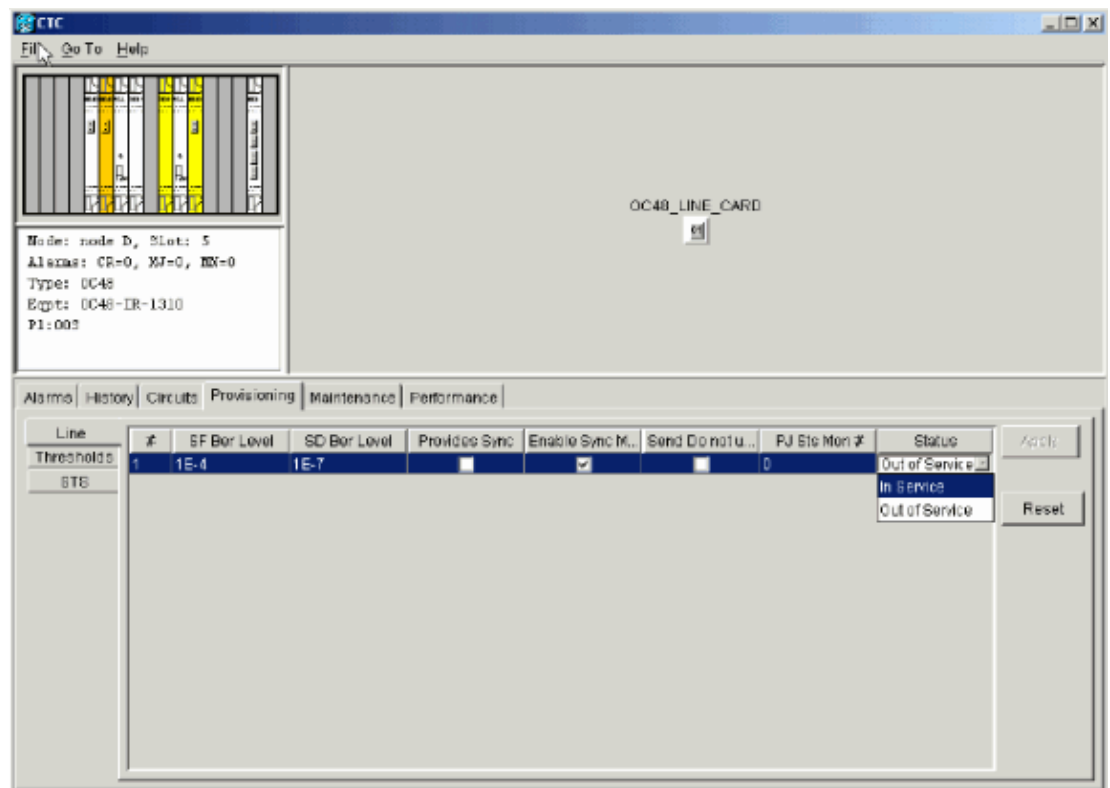 CTC
File Go To Help
OC48_LINE_CARD
Node: node D, Slot: 5
Alarms: CR=0, MJ=0, MN=0
Type: OC48
Eqpt: OC48-IR-1310
Alarms History Circuits Provisioning Maintenance Performance
Line
Thresholds
STS
# SF Ber Level SD Ber Level Provides Sync Enable Sync M... Send Do not u... PJ Sts Mon # Status
1 1E-4 1E-7 0 Out of Service
In Service
Out of Service
Apply
Reset